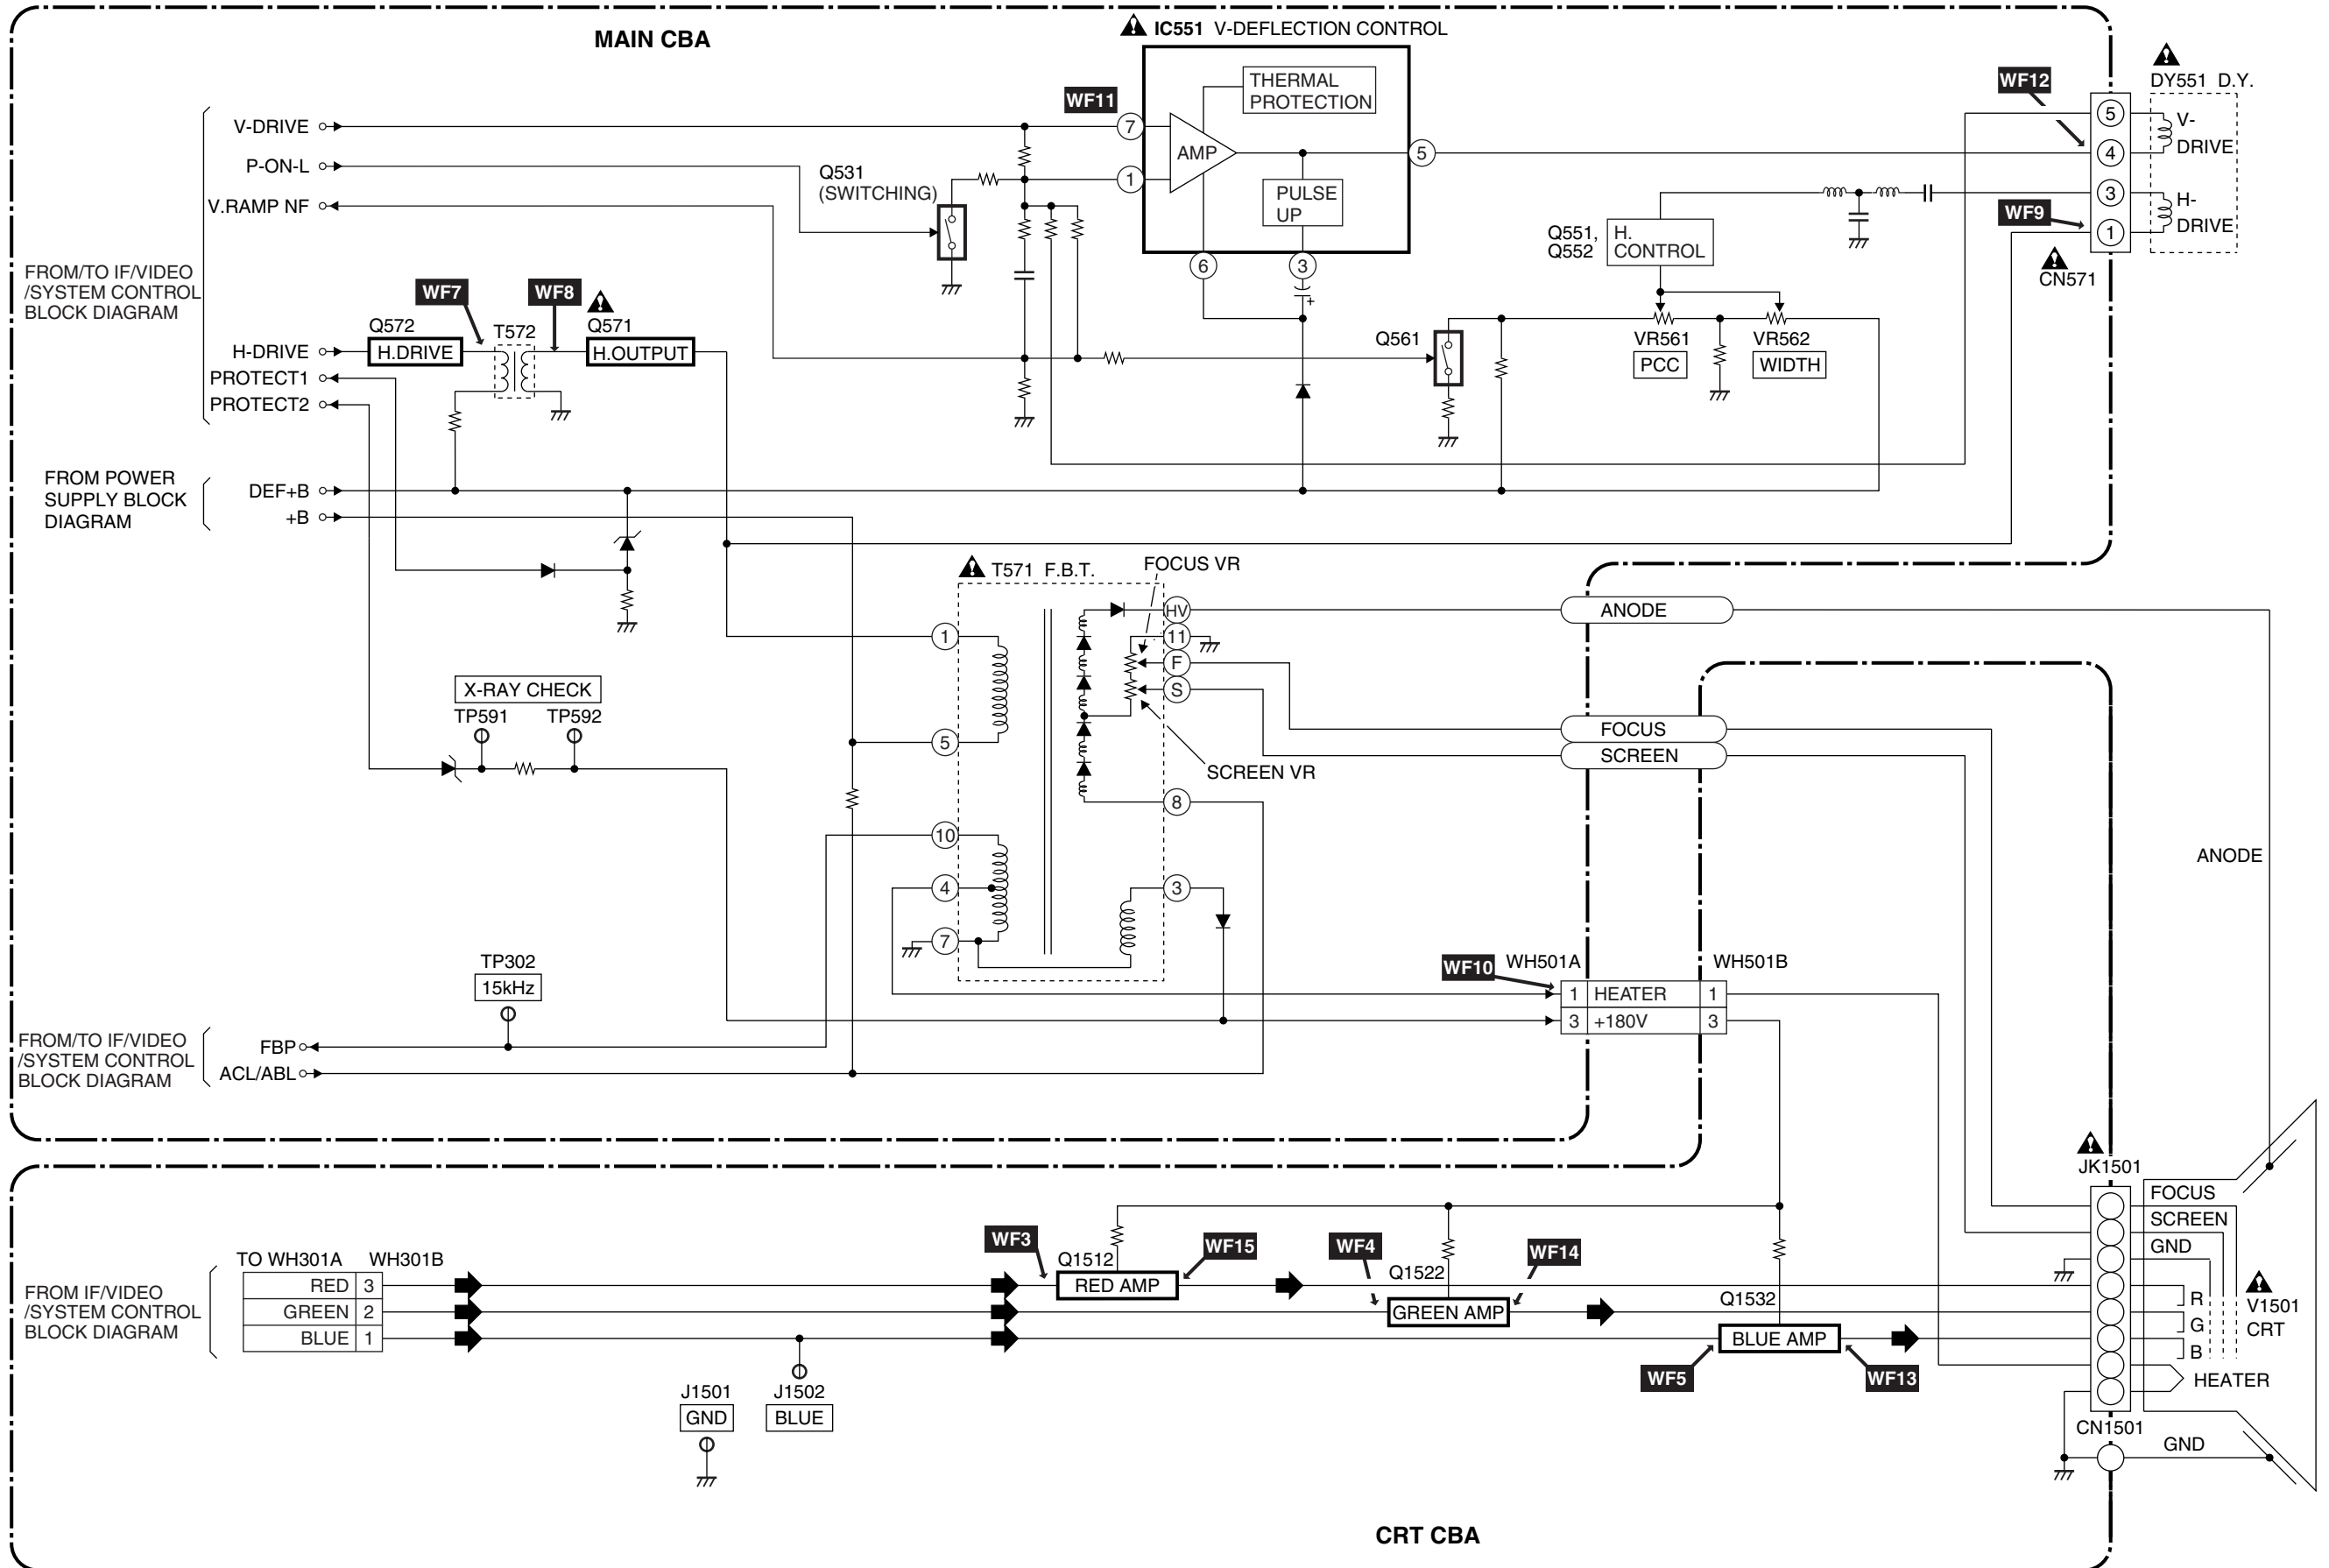 MAIN CBA
IC551 V-DEFLECTION CONTROL
THERMAL
PROTECTION
AMP
PULSE
UP
7
1
5
6
3
WF11
WF12
DY551 D.Y.
5
4
3
1
V-
DRIVE
H-
DRIVE
WF9
CN571
FROM/TO IF/VIDEO
/SYSTEM CONTROL
BLOCK DIAGRAM
V-DRIVE
P-ON-L
V.RAMP NF
H-DRIVE
PROTECT1
PROTECT2
Q531
(SWITCHING)
WF7
WF8
Q572
H.DRIVE
T572
Q571
H.OUTPUT
Q551,
Q552
H.
CONTROL
Q561
VR561
PCC
VR562
WIDTH
FROM POWER
SUPPLY BLOCK
DIAGRAM
DEF+B
+B
T571 F.B.T.
FOCUS VR
HV
11
F
S
SCREEN VR
8
3
1
5
10
4
7
ANODE
FOCUS
SCREEN
ANODE
X-RAY CHECK
TP591
TP592
TP302
15kHz
FROM/TO IF/VIDEO
/SYSTEM CONTROL
BLOCK DIAGRAM
FBP
ACL/ABL
WF10
WH501A
WH501B
1 HEATER 1
3 +180V 3
JK1501
FOCUS
SCREEN
GND
R
G
B
HEATER
V1501
CRT
CN1501
GND
FROM IF/VIDEO
/SYSTEM CONTROL
BLOCK DIAGRAM
TO WH301A
WH301B
RED 3
GREEN 2
BLUE 1
WF3
Q1512
RED AMP
WF15
WF4
Q1522
GREEN AMP
WF14
Q1532
BLUE AMP
WF5
WF13
J1501
GND
J1502
BLUE
CRT CBA